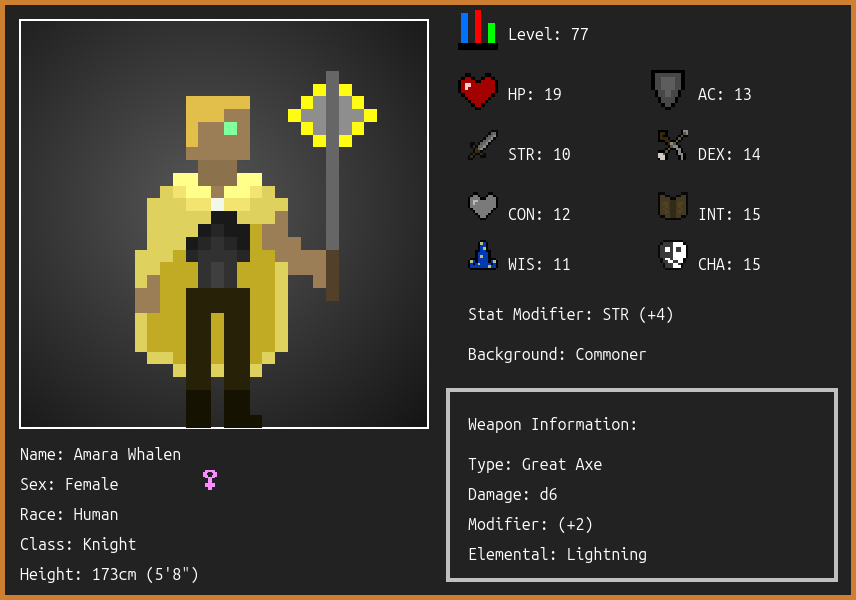 Level: 77
HP: 19
AC: 13
STR: 10
DEX: 14
CON: 12
INT: 15
WIS: 11
CHA: 15
Stat Modifier: STR (+4)
Background: Commoner
Weapon Information:
Type: Great Axe
Damage: d6
Modifier: (+2)
Elemental: Lightning
Name: Amara Whalen
Sex: Female
Race: Human
Class: Knight
Height: 173cm (5'8")